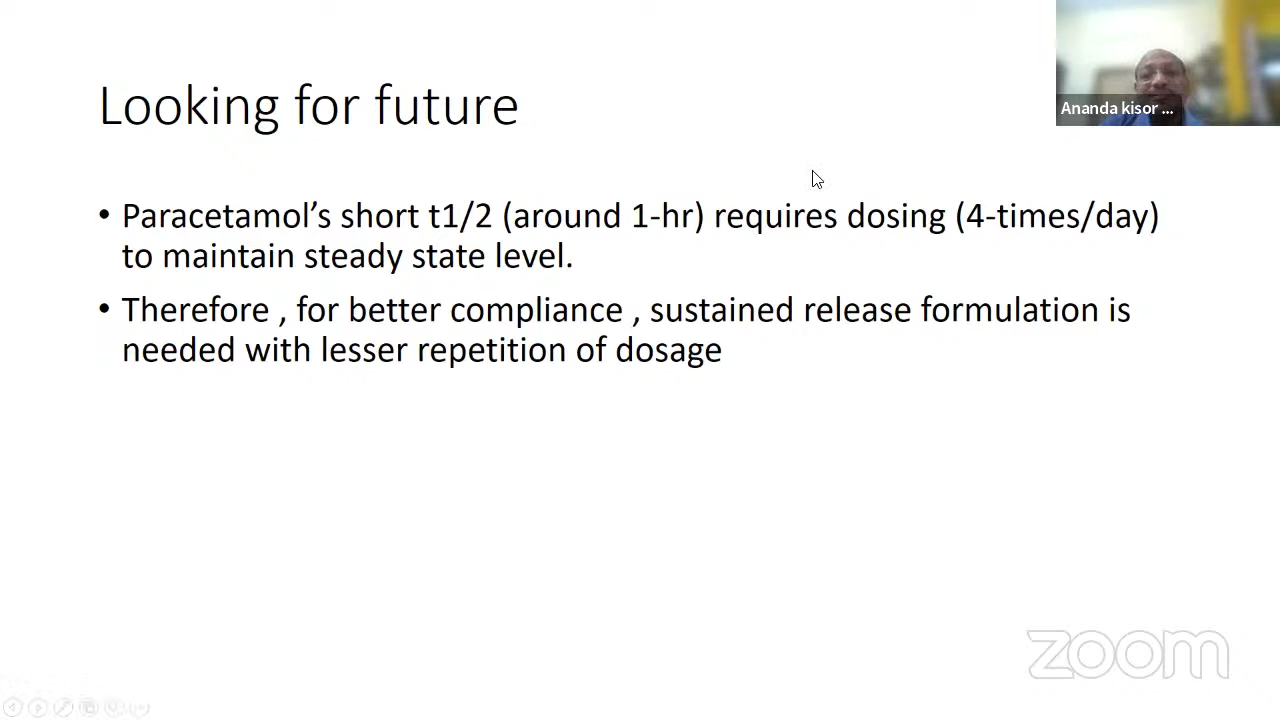 Ananda kisor ...
Looking for future
• Paracetamol’s short t1/2 (around 1-hr) requires dosing (4-times/day)
to maintain steady state level.
• Therefore , for better compliance , sustained release formulation is
needed with lesser repetition of dosage
zoom